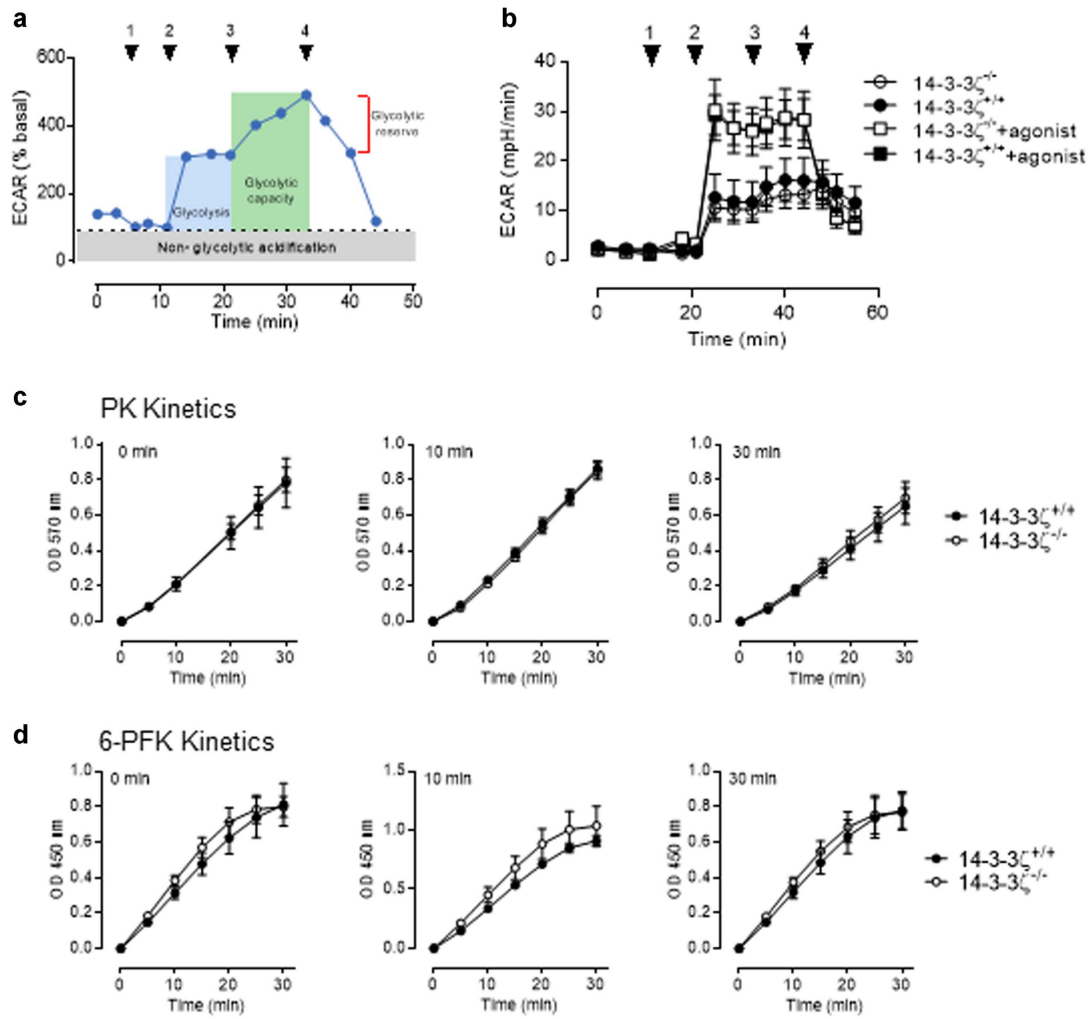 a
1 2 3 4
600
400
200
0
ECAR (% basal)
Glycolysis
Glycolytic
capacity
Glycolytic
reserve
Non- glycolytic acidification
0 10 20 30 40 50
Time (min)
b
1 2 3 4
40
30
20
10
0
ECAR (mpH/min)
0 20 40 60
Time (min)
14-3-3ζ-/-
14-3-3ζ+/+
14-3-3ζ-/-+agonist
14-3-3ζ+/++agonist
c
PK Kinetics
0 min
1.0
0.8
0.6
0.4
0.2
0.0
OD 570 nm
0 10 20 30
Time (min)
10 min
1.0
0.8
0.6
0.4
0.2
0.0
OD 570 nm
0 10 20 30
Time (min)
30 min
1.0
0.8
0.6
0.4
0.2
0.0
OD 570 nm
0 10 20 30
Time (min)
14-3-3ζ+/+
14-3-3ζ-/-
d
6-PFK Kinetics
0 min
1.0
0.8
0.6
0.4
0.2
0.0
OD 450 nm
0 10 20 30
Time (min)
10 min
1.5
1.0
0.5
0.0
OD 450 nm
0 10 20 30
Time (min)
30 min
1.0
0.8
0.6
0.4
0.2
0.0
OD 450 nm
0 10 20 30
Time (min)
14-3-3ζ+/+
14-3-3ζ-/-